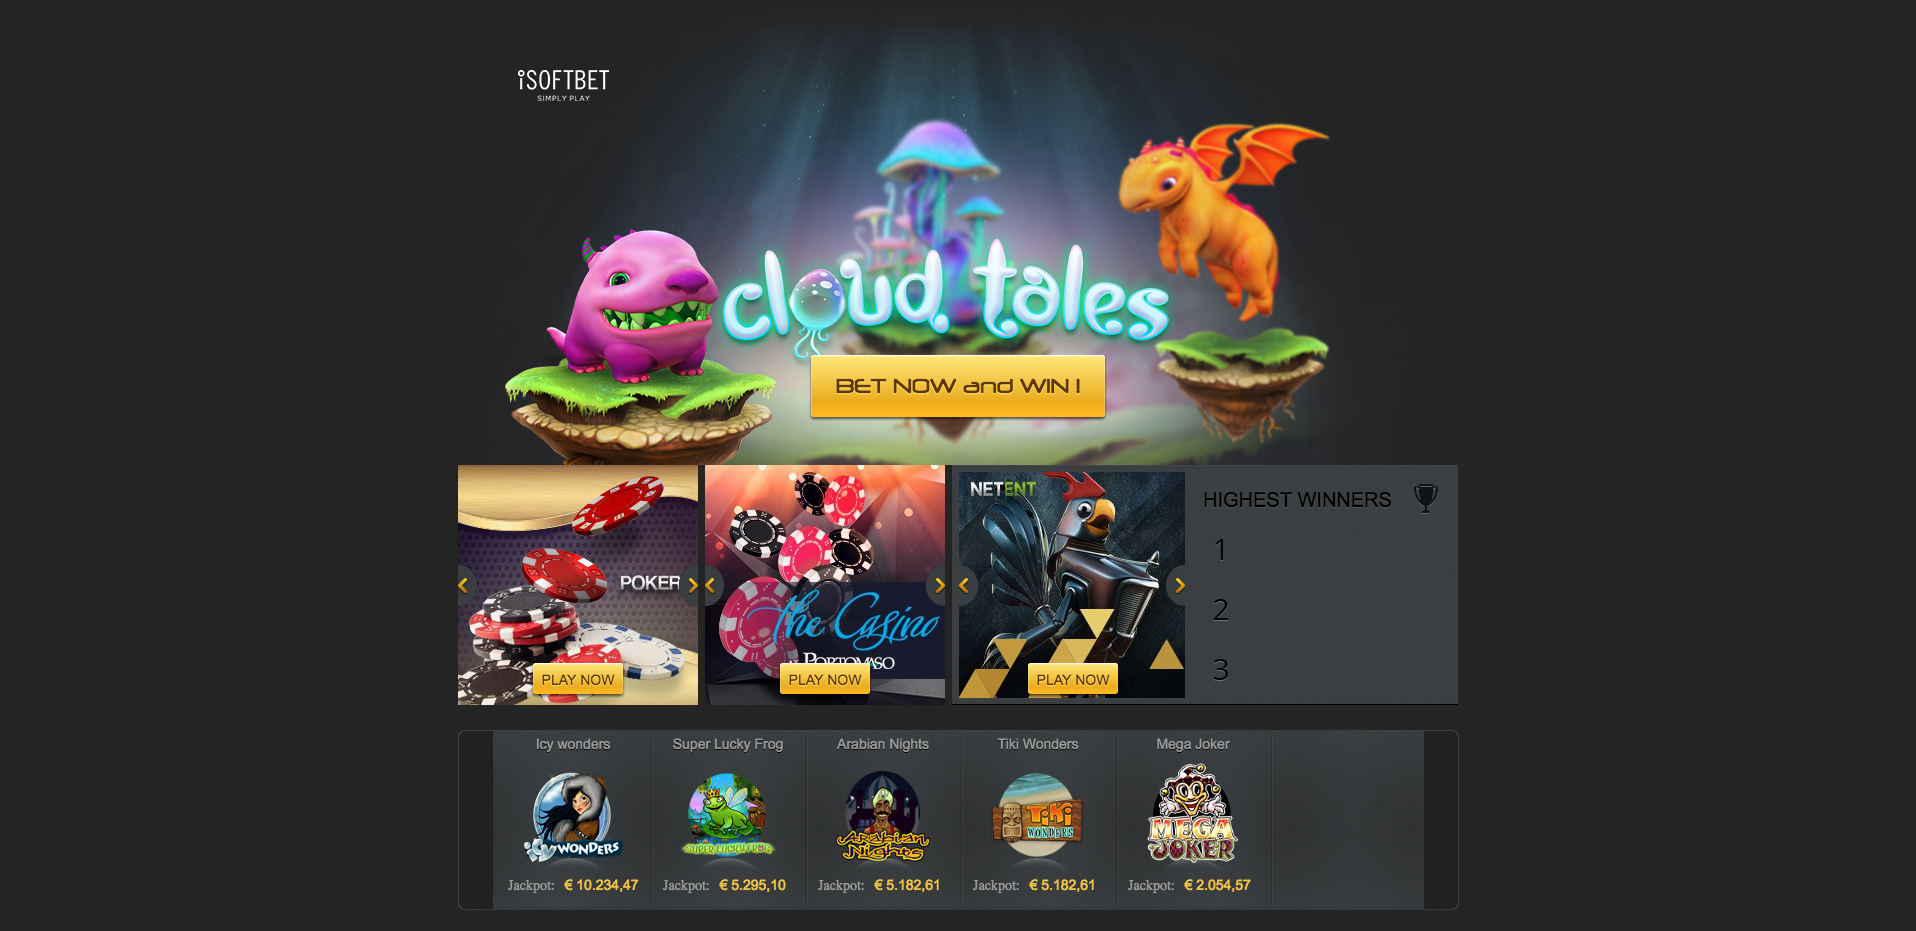 iSOFTBET
SIMPLY PLAY
cloud tales
BET NOW and WIN !
POKER
PLAY NOW
The Casino
AT PORTOMASO
PLAY NOW
NETENT
PLAY NOW
HIGHEST WINNERS
1
2
3
Icy wonders
Super Lucky Frog
Arabian Nights
Tiki Wonders
Mega Joker
WONDERS
SUPER LUCKY FROG
Arabian
Nights
TiKi
WONDERS
MEGA
JOKER
Jackpot: € 10.234,47
Jackpot: € 5.295,10
Jackpot: € 5.182,61
Jackpot: € 5.182,61
Jackpot: € 2.054,57